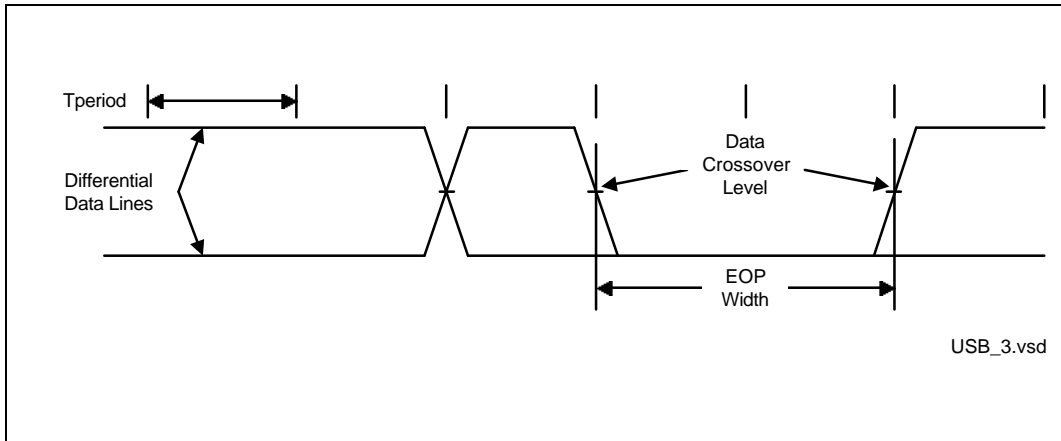 Tperiod
Differential
Data Lines
Data
Crossover
Level
EOP
Width
USB_3.vsd